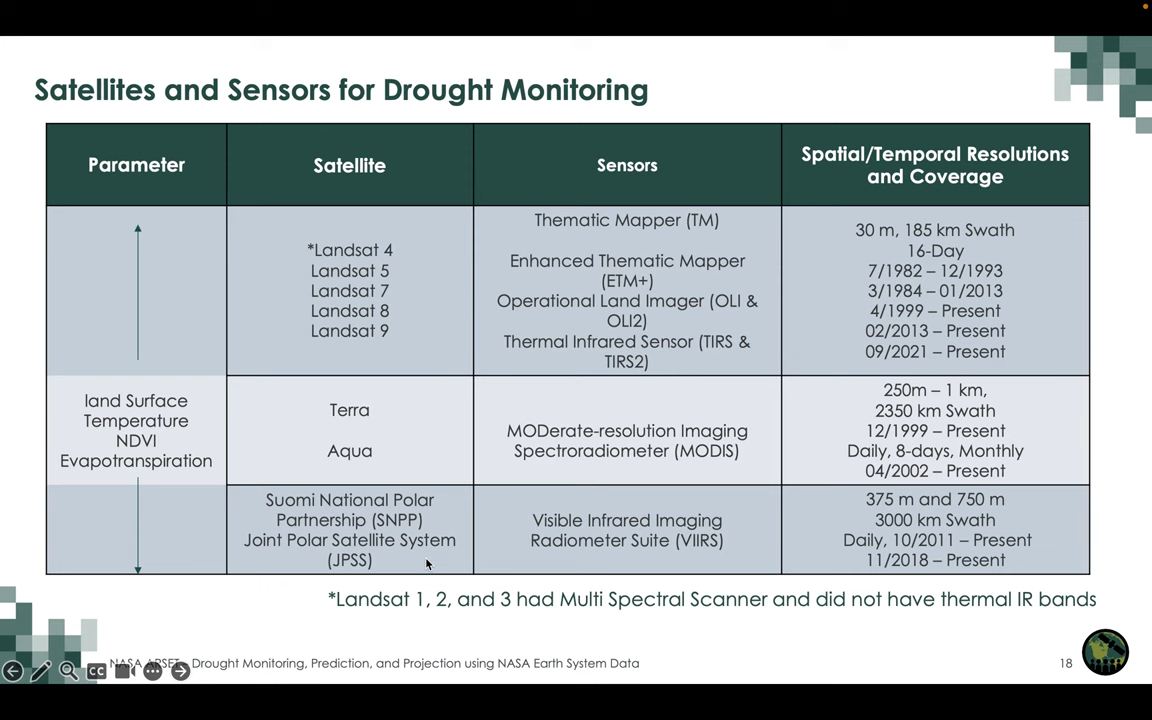 Satellites and Sensors for Drought Monitoring
Parameter
Satellite
Sensors
Spatial/Temporal Resolutions
and Coverage
*Landsat 4
Landsat 5
Landsat 7
Landsat 8
Landsat 9
Thematic Mapper (TM)
Enhanced Thematic Mapper
(ETM+)
Operational Land Imager (OLI &
OLI2)
Thermal Infrared Sensor (TIRS &
TIRS2)
30 m, 185 km Swath
16-Day
7/1982 – 12/1993
3/1984 – 01/2013
4/1999 – Present
02/2013 – Present
09/2021 – Present
land Surface
Temperature
NDVI
Evapotranspiration
Terra
Aqua
MODerate-resolution Imaging
Spectroradiometer (MODIS)
250m – 1 km,
2350 km Swath
12/1999 – Present
Daily, 8-days, Monthly
04/2002 – Present
Suomi National Polar
Partnership (SNPP)
Joint Polar Satellite System
(JPSS)
Visible Infrared Imaging
Radiometer Suite (VIIRS)
375 m and 750 m
3000 km Swath
Daily, 10/2011 – Present
11/2018 – Present
*Landsat 1, 2, and 3 had Multi Spectral Scanner and did not have thermal IR bands
CC
NASA ARSET – Drought Monitoring, Prediction, and Projection using NASA Earth System Data
18